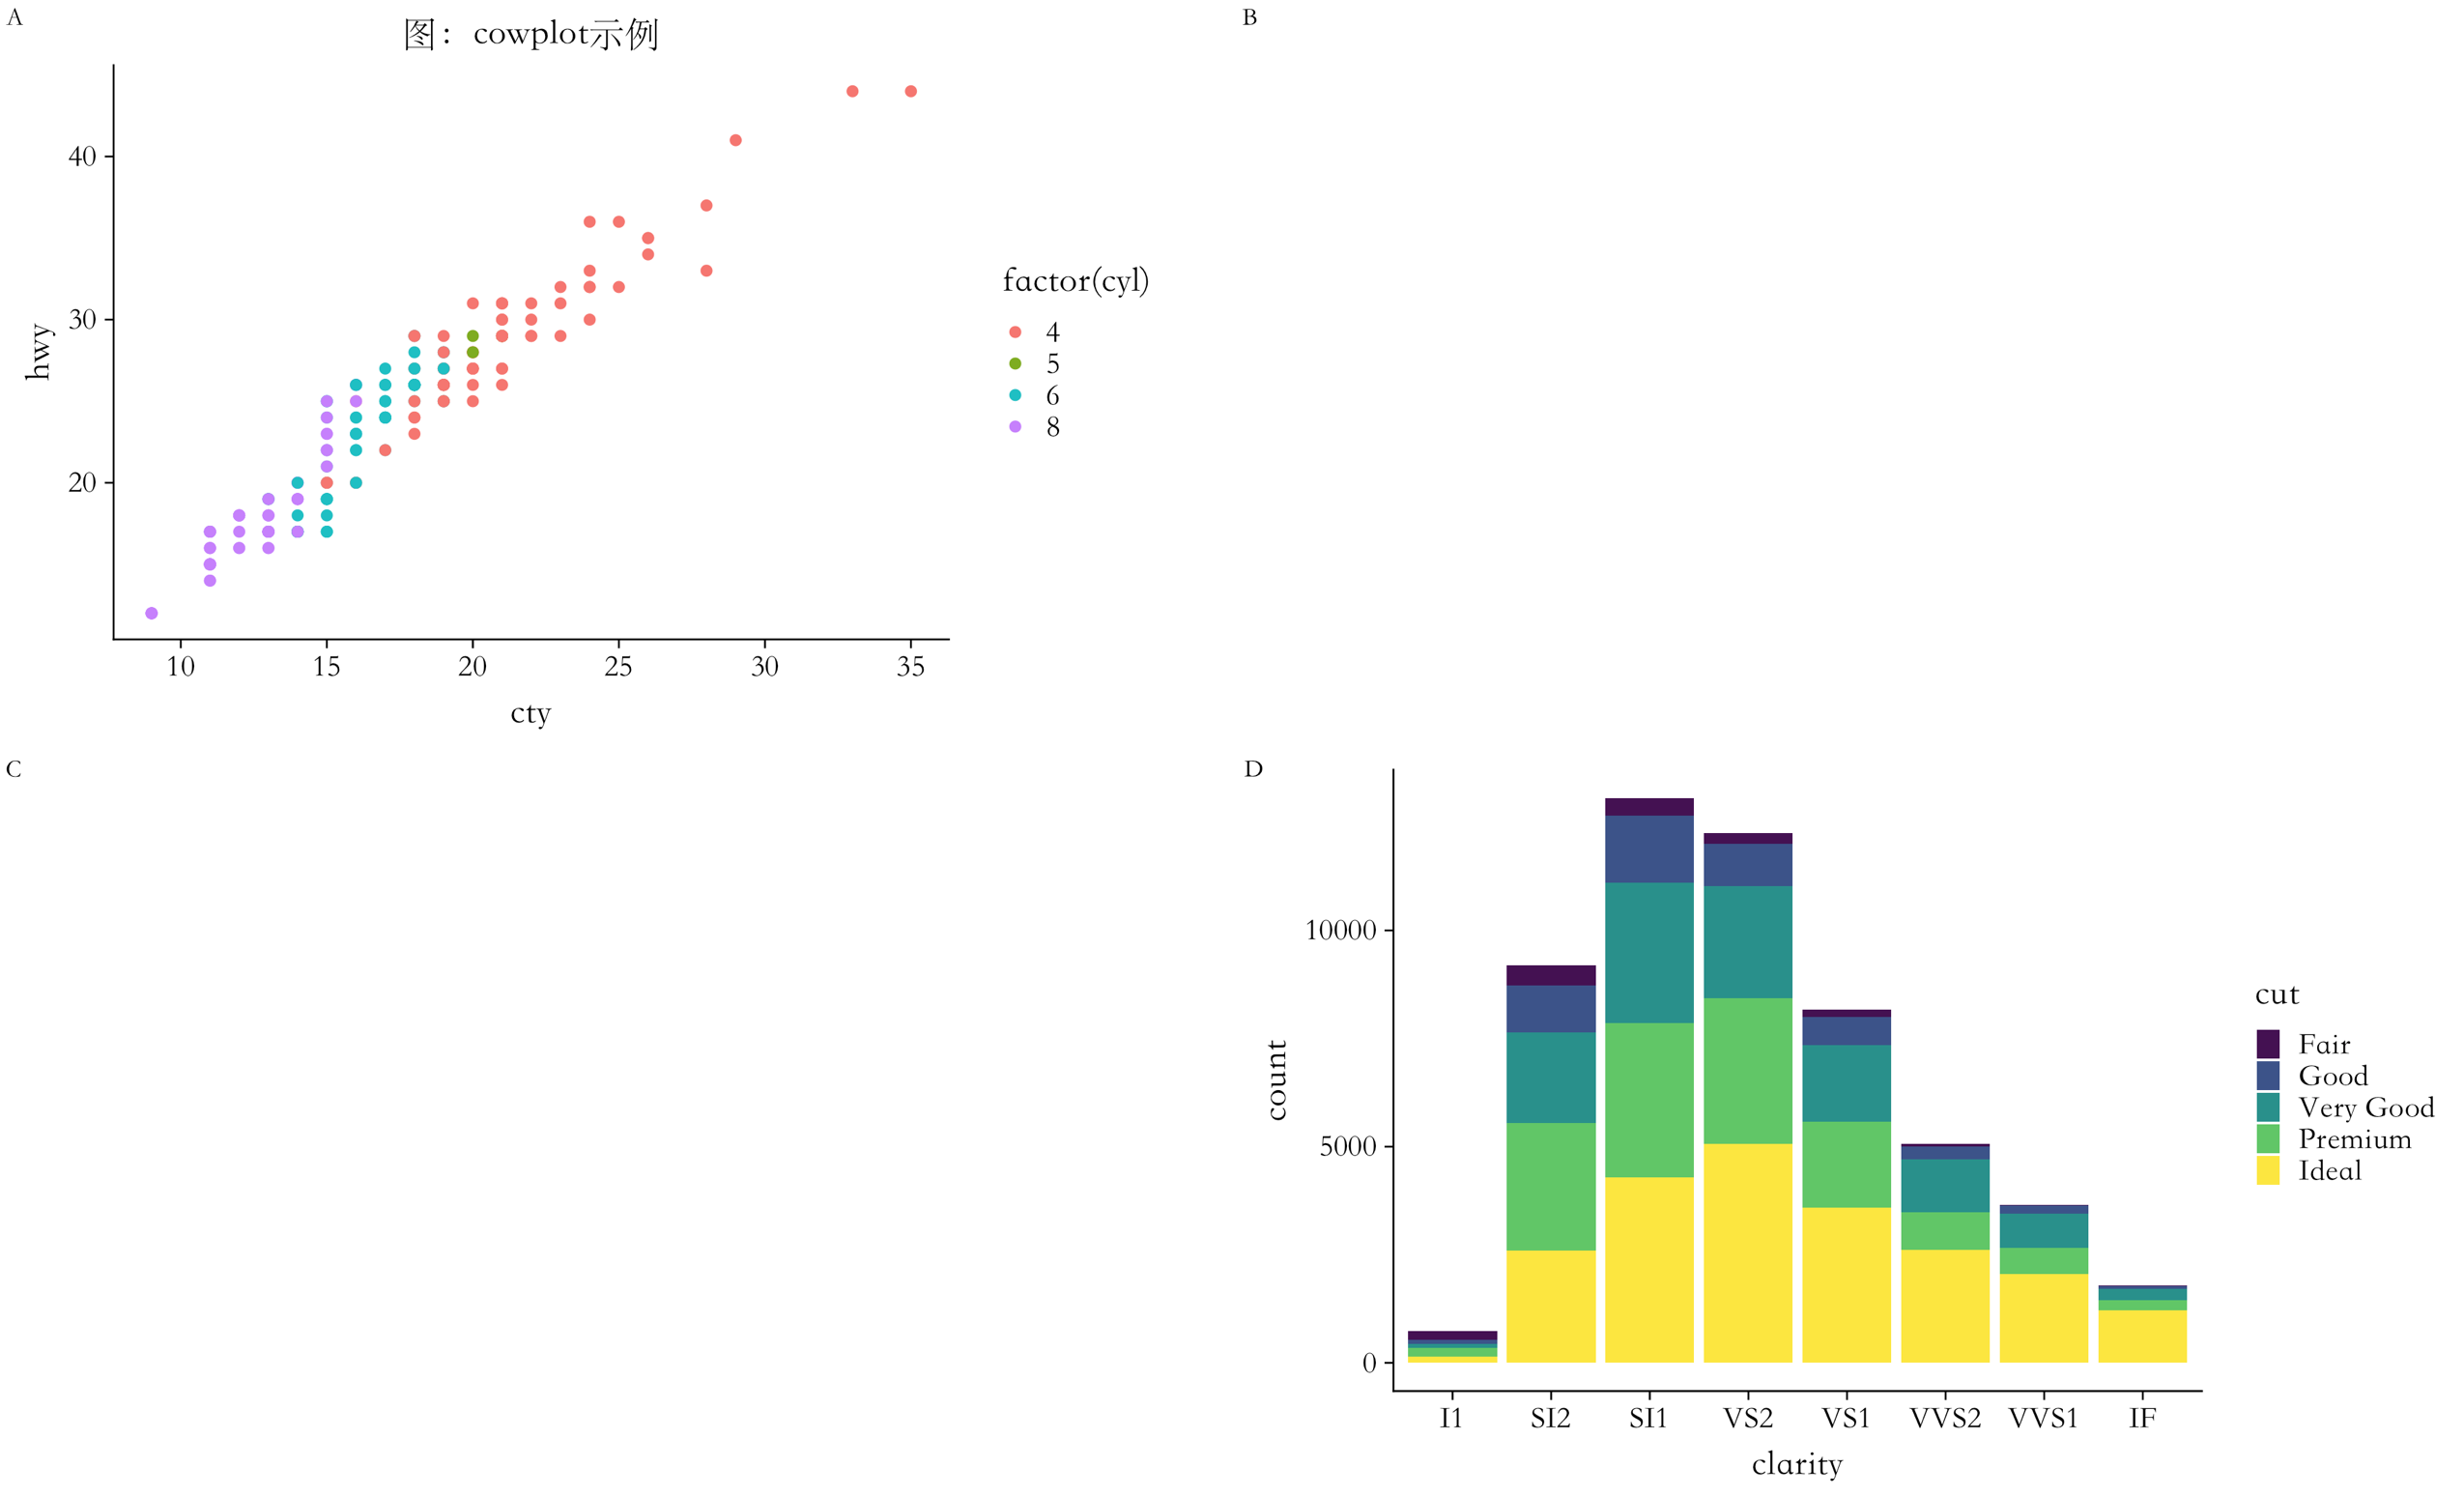 A
图：cowplot示例
40
30
20
hwy
10 15 20 25 30 35
cty
factor(cyl)
4
5
6
8
B
C
D
10000
5000
0
count
I1 SI2 SI1 VS2 VS1 VVS2 VVS1 IF
clarity
cut
Fair
Good
Very Good
Premium
Ideal